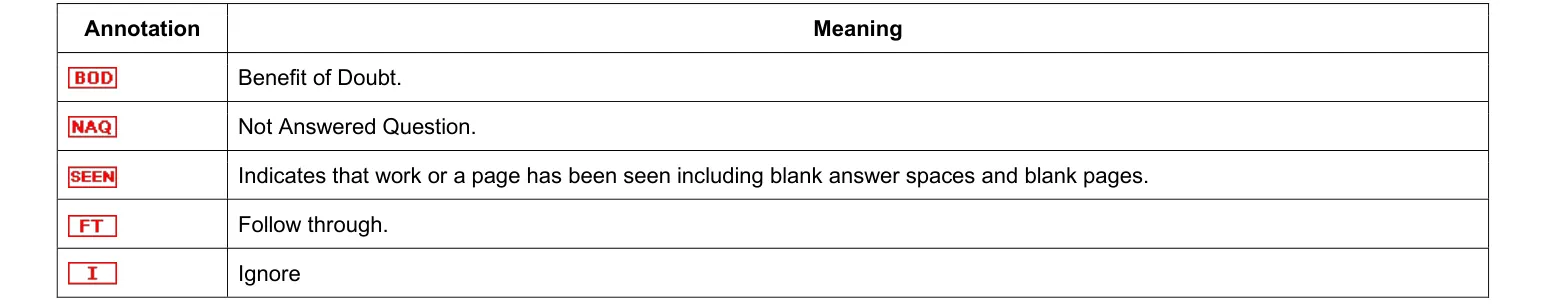 Annotation Meaning
BOD Benefit of Doubt.
NAQ Not Answered Question.
SEEN Indicates that work or a page has been seen including blank answer spaces and blank pages.
FT Follow through.
I Ignore